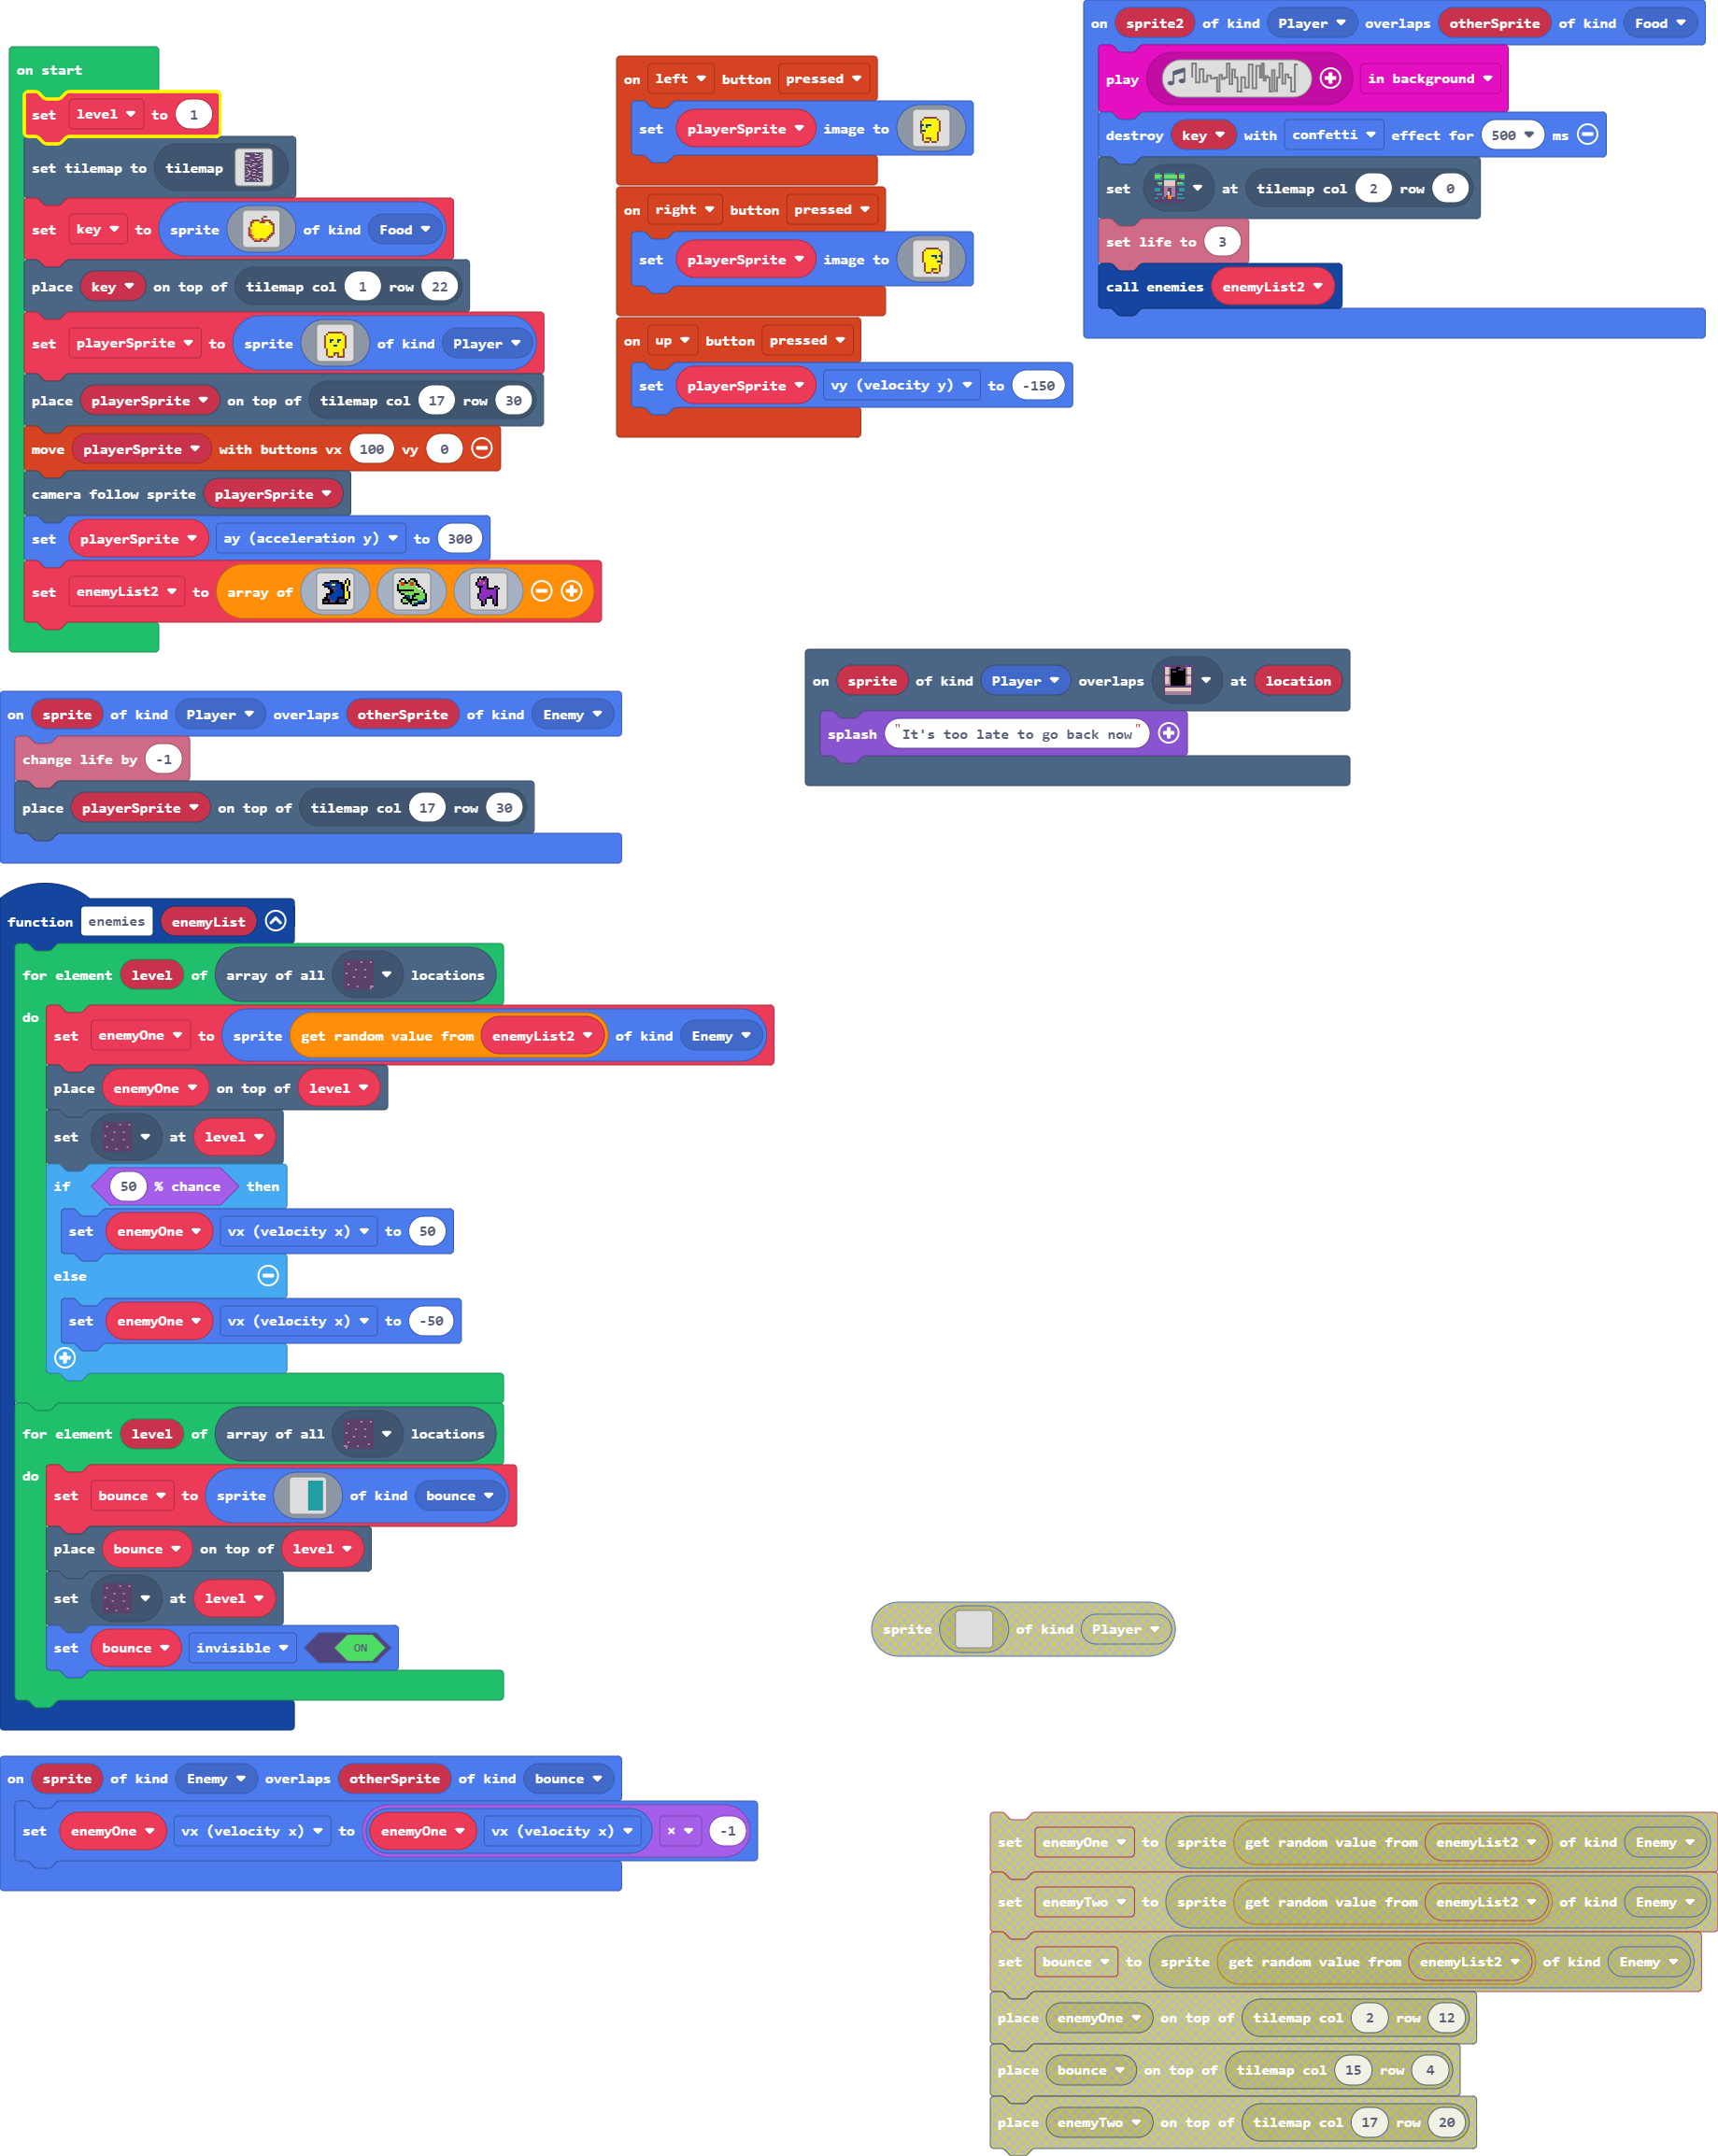 on start
set level to 1
set tilemap to tilemap
set key to sprite of kind Food
place key on top of tilemap col 1 row 22
set playerSprite to sprite of kind Player
place playerSprite on top of tilemap col 17 row 30
move playerSprite with buttons vx 100 vy 0
camera follow sprite playerSprite
set playerSprite ay (acceleration y) to 300
set enemyList2 to array of
on left button pressed
set playerSprite image to
on right button pressed
set playerSprite image to
on up button pressed
set playerSprite vy (velocity y) to -150
on sprite2 of kind Player overlaps otherSprite of kind Food
play in background
destroy key with confetti effect for 500 ms
set at tilemap col 2 row 0
set life to 3
call enemies enemyList2
on sprite of kind Player overlaps at location
splash "It's too late to go back now"
on sprite of kind Player overlaps otherSprite of kind Enemy
change life by -1
place playerSprite on top of tilemap col 17 row 30
function enemies enemyList
for element level of array of all locations
do
set enemyOne to sprite get random value from enemyList2 of kind Enemy
place enemyOne on top of level
set at level
if 50 % chance then
set enemyOne vx (velocity x) to 50
else
set enemyOne vx (velocity x) to -50
for element level of array of all locations
do
set bounce to sprite of kind bounce
place bounce on top of level
set at level
set bounce invisible ON
sprite of kind Player
on sprite of kind Enemy overlaps otherSprite of kind bounce
set enemyOne vx (velocity x) to enemyOne vx (velocity x) × -1
set enemyOne to sprite get random value from enemyList2 of kind Enemy
set enemyTwo to sprite get random value from enemyList2 of kind Enemy
set bounce to sprite get random value from enemyList2 of kind Enemy
place enemyOne on top of tilemap col 2 row 12
place bounce on top of tilemap col 15 row 4
place enemyTwo on top of tilemap col 17 row 20